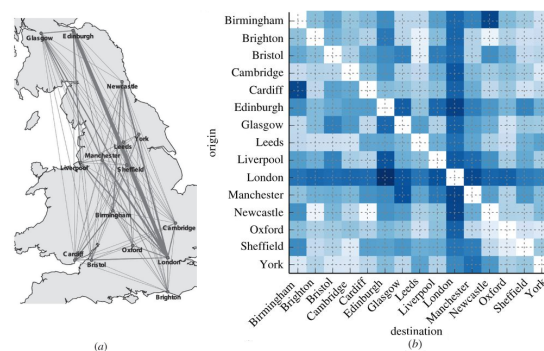 Glasgow
Edinburgh
Newcastle
York
Leeds
Manchester
Liverpool
Sheffield
Birmingham
Cambridge
Oxford
Cardiff
Bristol
London
Brighton
(a)
origin
Birmingham
Brighton
Bristol
Cambridge
Cardiff
Edinburgh
Glasgow
Leeds
Liverpool
London
Manchester
Newcastle
Oxford
Sheffield
York
Birmingham
Brighton
Bristol
Cambridge
Cardiff
Edinburgh
Glasgow
Leeds
Liverpool
London
Manchester
Newcastle
Oxford
Sheffield
York
destination
(b)